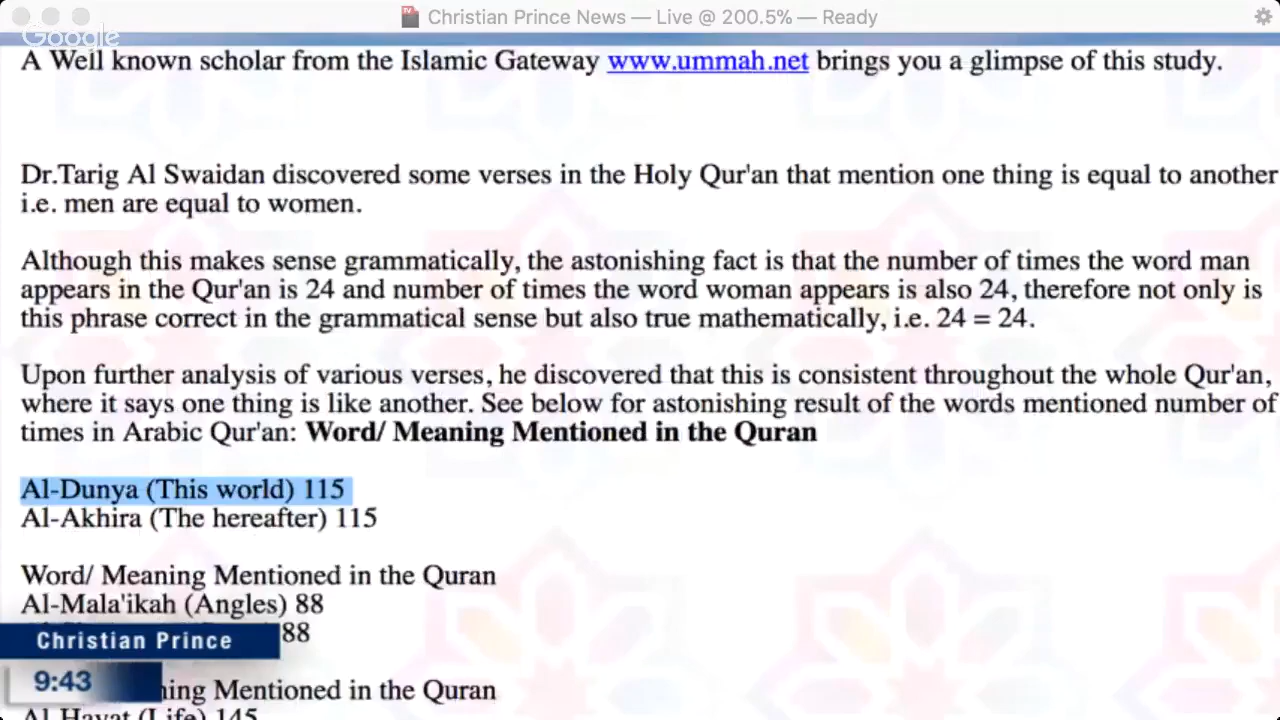 Christian Prince News — Live @ 200.5% — Ready
Google
A Well known scholar from the Islamic Gateway www.ummah.net brings you a glimpse of this study.
Dr.Tarig Al Swaidan discovered some verses in the Holy Qur'an that mention one thing is equal to another
i.e. men are equal to women.
Although this makes sense grammatically, the astonishing fact is that the number of times the word man
appears in the Qur'an is 24 and number of times the word woman appears is also 24, therefore not only is
this phrase correct in the grammatical sense but also true mathematically, i.e. 24 = 24.
Upon further analysis of various verses, he discovered that this is consistent throughout the whole Qur'an,
where it says one thing is like another. See below for astonishing result of the words mentioned number of
times in Arabic Qur'an: Word/ Meaning Mentioned in the Quran
Al-Dunya (This world) 115
Al-Akhira (The hereafter) 115
Word/ Meaning Mentioned in the Quran
Al-Mala'ikah (Angles) 88
88
Christian Prince
9:43
Mentioned in the Quran
Al-Hayat (Life) 145